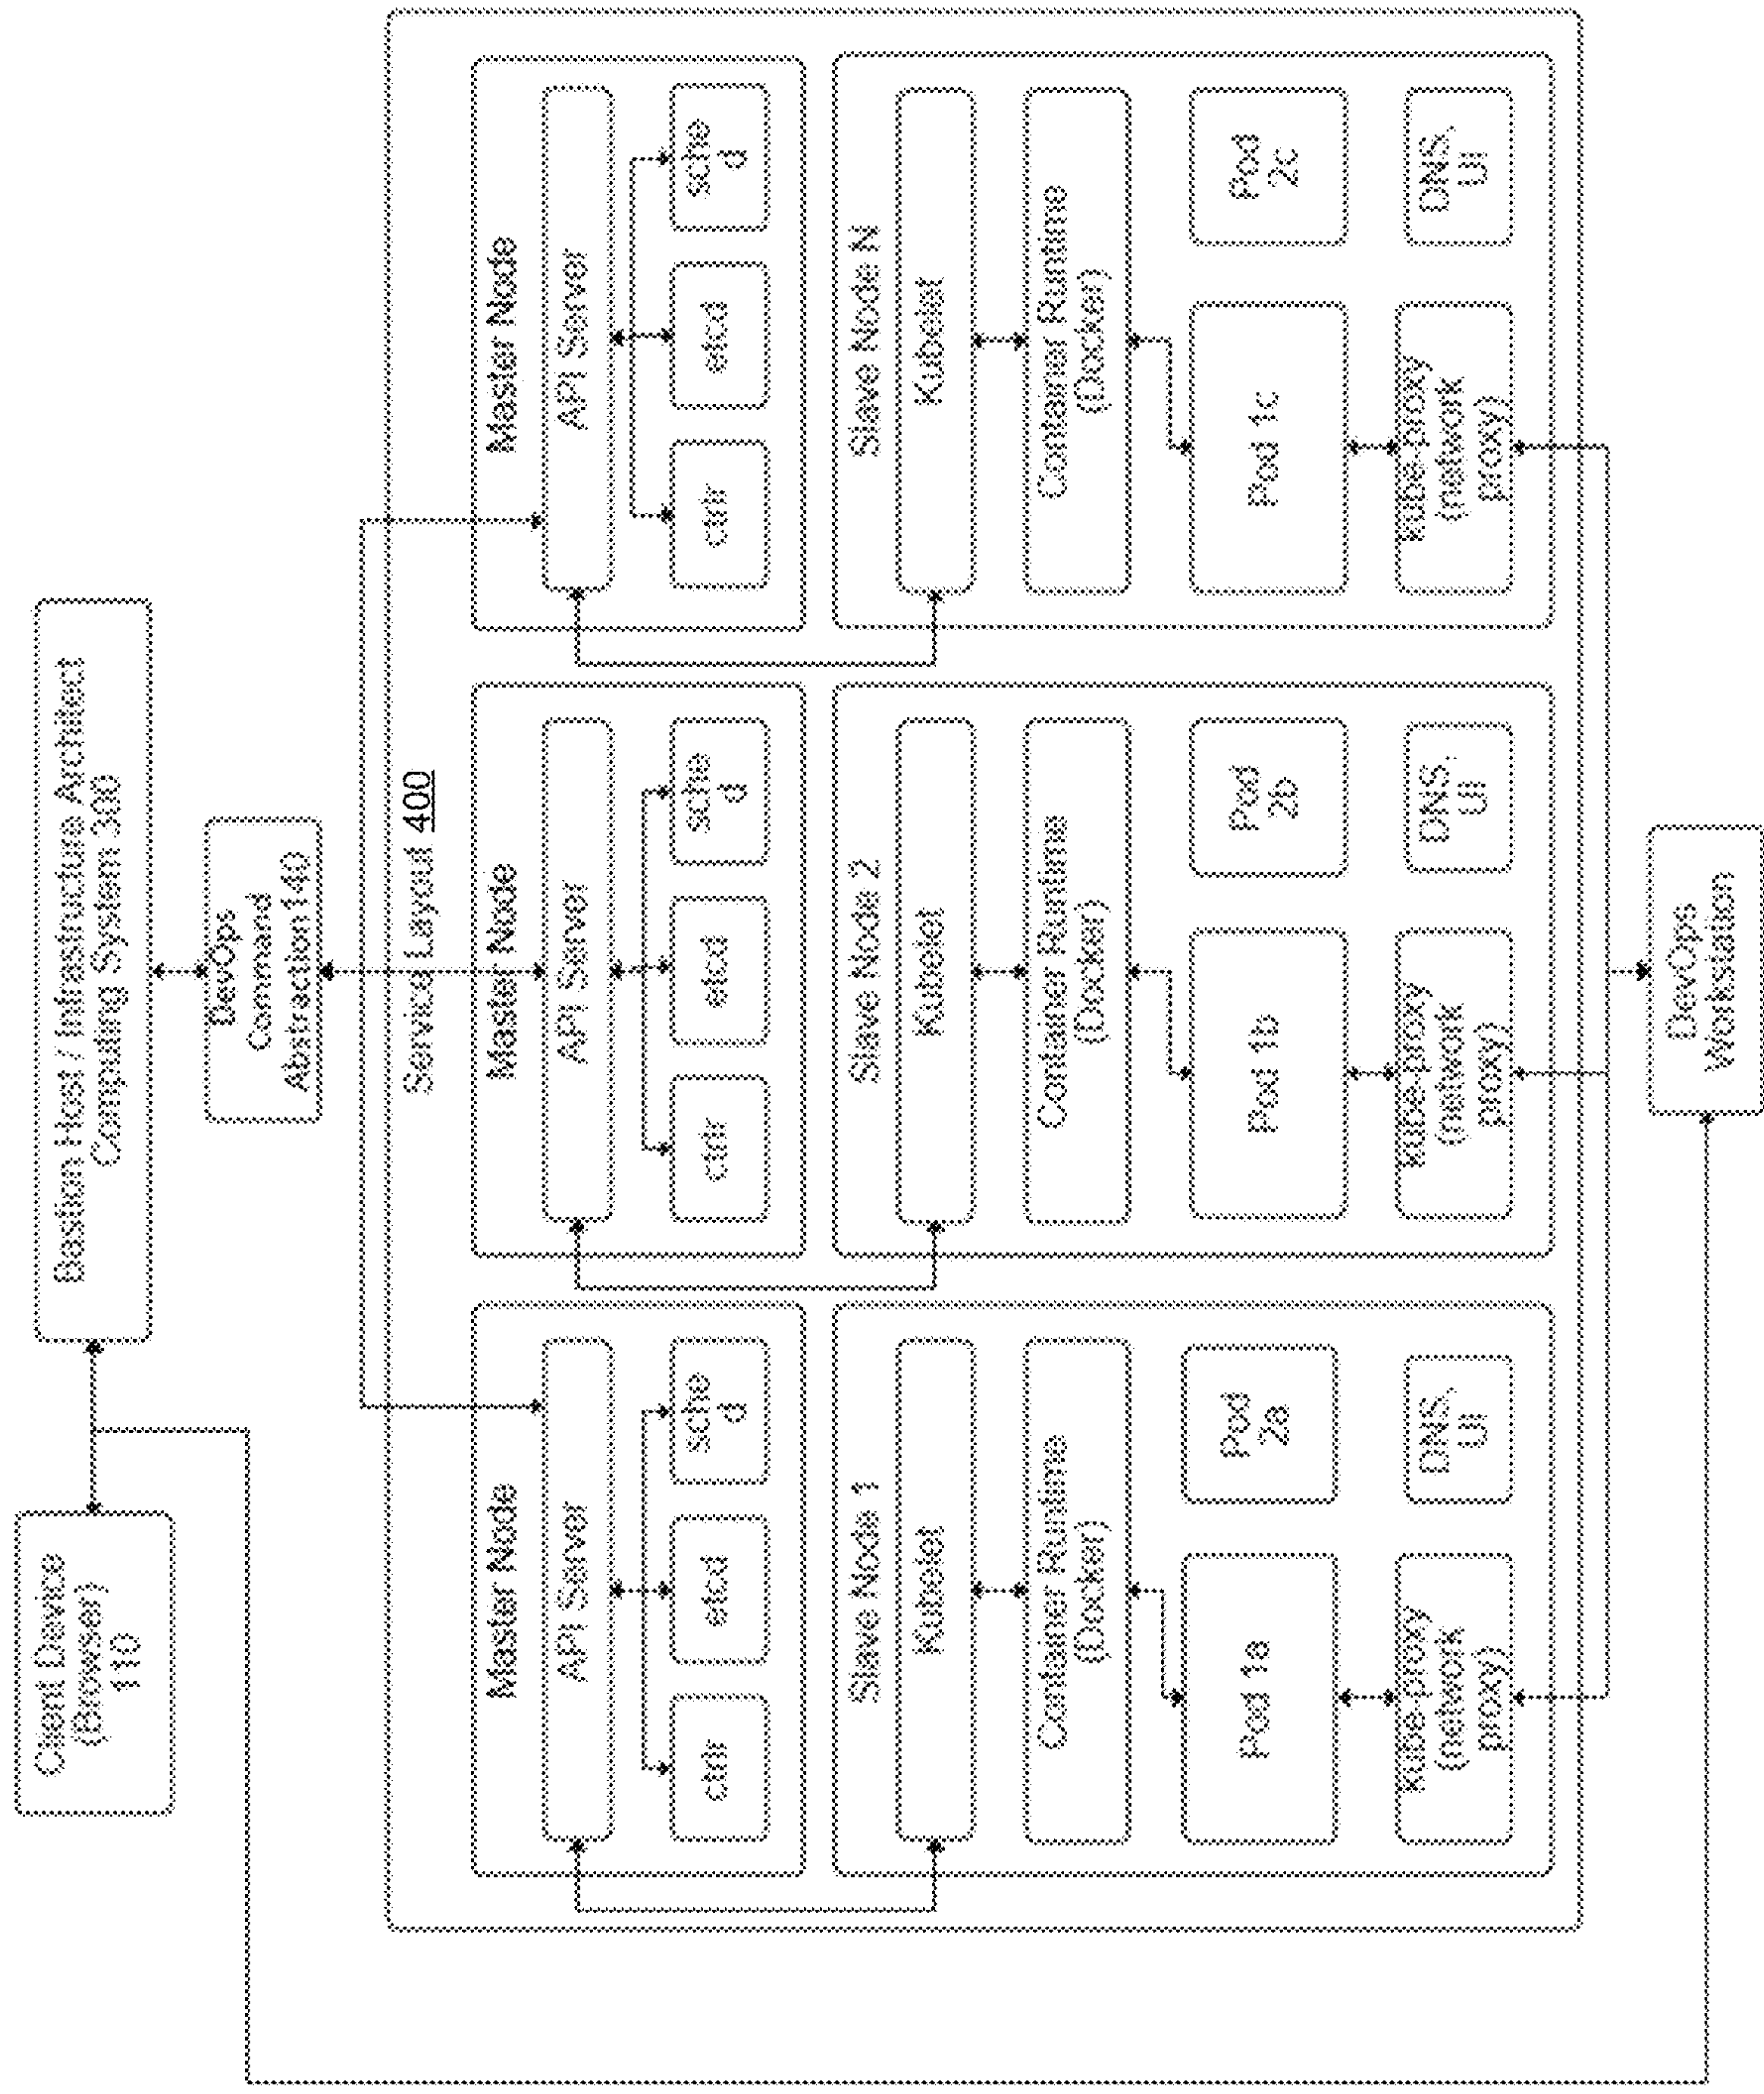 Client Device
(Browser)
110
Bastion Host / Infrastructure Architect
Computing System 300
DevOps
Command
Abstraction 140
Service Layout 400
Master Node
API Server
ctrlr
etcd
sche
d
Master Node
API Server
ctrlr
etcd
sche
d
Master Node
API Server
ctrlr
etcd
sche
d
Slave Node 1
Kubelet
Container Runtime
(Docker)
Pod 1a
Pod
2a
kube-proxy
(network
proxy)
DNS,
UI
Slave Node 2
Kubelet
Container Runtime
(Docker)
Pod 1b
Pod
2b
kube-proxy
(network
proxy)
DNS,
UI
Slave Node N
Kubelet
Container Runtime
(Docker)
Pod 1c
Pod
2c
kube-proxy
(network
proxy)
DNS,
UI
DevOps
Workstation